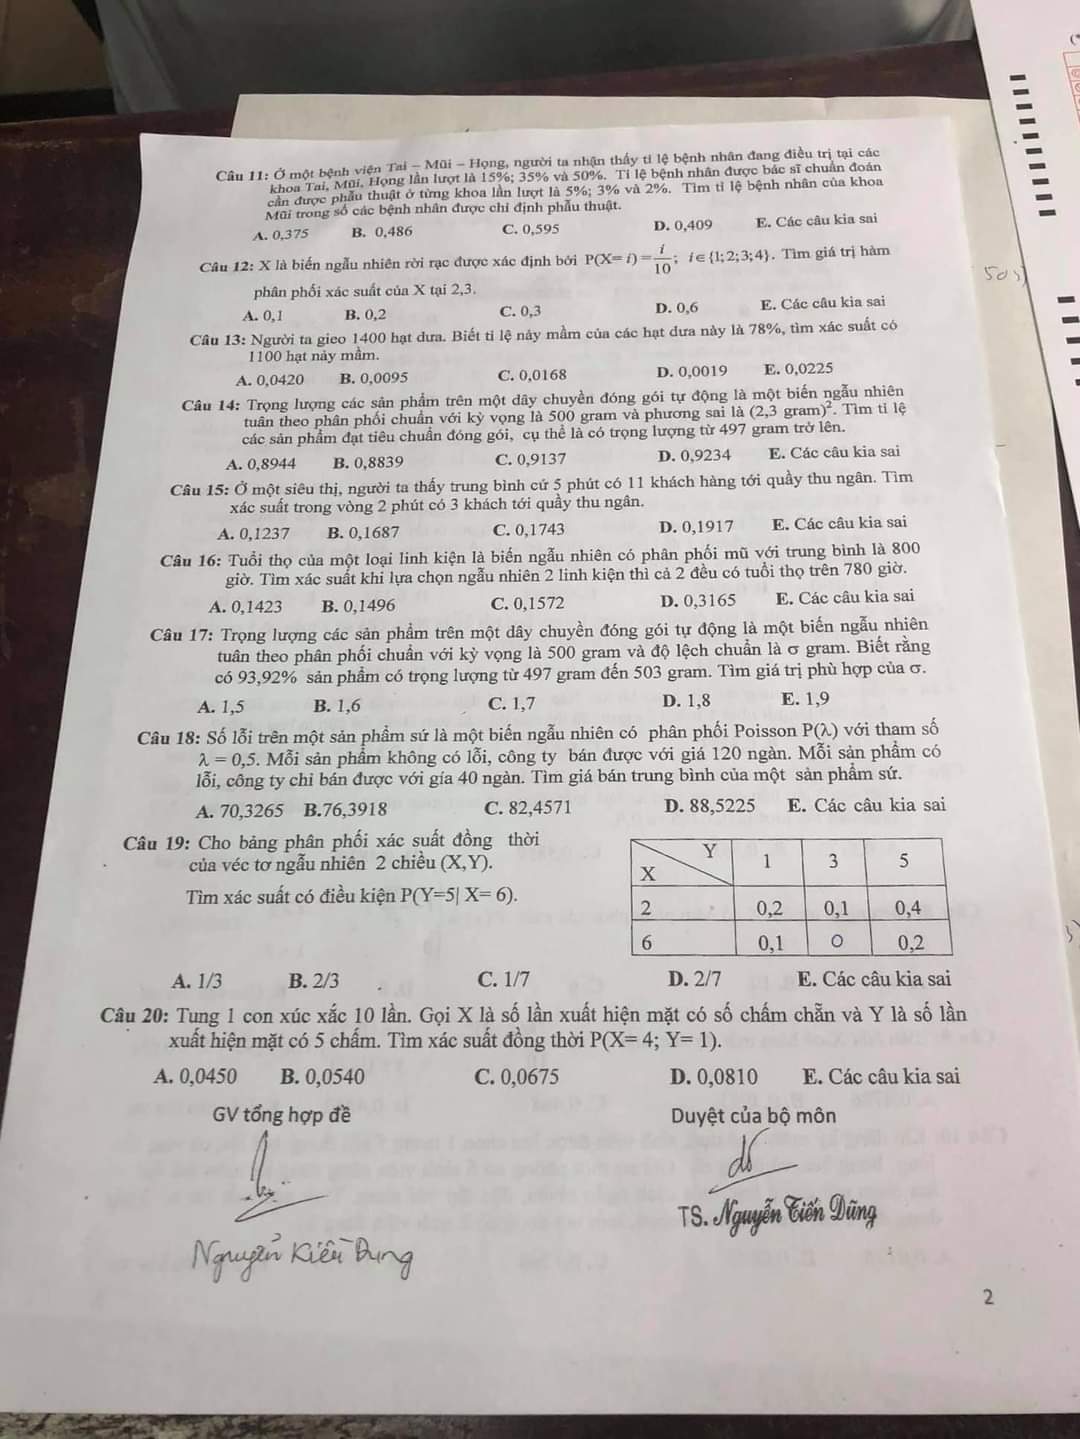 Câu 11: Ở một bệnh viện Tai – Mũi – Họng, người ta nhận thấy tỉ lệ bệnh nhân đang điều trị tại các
khoa Tai, Mũi, Họng lần lượt là 15%; 35% và 50%. Tỉ lệ bệnh nhân được bác sĩ chuẩn đoán
cần được phẫu thuật ở từng khoa lần lượt là 5%; 3% và 2%. Tìm tỉ lệ bệnh nhân của khoa
Mũi trong số các bệnh nhân được chỉ định phẫu thuật.
A. 0,375 B. 0,486 C. 0,595 D. 0,409 E. Các câu kia sai
Câu 12: X là biến ngẫu nhiên rời rạc được xác định bởi P(X= i) = i/10; i∈{1;2;3;4}. Tìm giá trị hàm
phân phối xác suất của X tại 2,3.
A. 0,1 B. 0,2 C. 0,3 D. 0,6 E. Các câu kia sai
Câu 13: Người ta gieo 1400 hạt dưa. Biết tỉ lệ nảy mầm của các hạt dưa này là 78%, tìm xác suất có
1100 hạt nảy mầm.
A. 0,0420 B. 0,0095 C. 0,0168 D. 0,0019 E. 0,0225
Câu 14: Trọng lượng các sản phẩm trên một dây chuyền đóng gói tự động là một biến ngẫu nhiên
tuân theo phân phối chuẩn với kỳ vọng là 500 gram và phương sai là (2,3 gram)². Tìm tỉ lệ
các sản phẩm đạt tiêu chuẩn đóng gói, cụ thể là có trọng lượng từ 497 gram trở lên.
A. 0,8944 B. 0,8839 C. 0,9137 D. 0,9234 E. Các câu kia sai
Câu 15: Ở một siêu thị, người ta thấy trung bình cứ 5 phút có 11 khách hàng tới quầy thu ngân. Tìm
xác suất trong vòng 2 phút có 3 khách tới quầy thu ngân.
A. 0,1237 B. 0,1687 C. 0,1743 D. 0,1917 E. Các câu kia sai
Câu 16: Tuổi thọ của một loại linh kiện là biến ngẫu nhiên có phân phối mũ với trung bình là 800
giờ. Tìm xác suất khi lựa chọn ngẫu nhiên 2 linh kiện thì cả 2 đều có tuổi thọ trên 780 giờ.
A. 0,1423 B. 0,1496 C. 0,1572 D. 0,3165 E. Các câu kia sai
Câu 17: Trọng lượng các sản phẩm trên một dây chuyền đóng gói tự động là một biến ngẫu nhiên
tuân theo phân phối chuẩn với kỳ vọng là 500 gram và độ lệch chuẩn là σ gram. Biết rằng
có 93,92% sản phẩm có trọng lượng từ 497 gram đến 503 gram. Tìm giá trị phù hợp của σ.
A. 1,5 B. 1,6 C. 1,7 D. 1,8 E. 1,9
Câu 18: Số lỗi trên một sản phẩm sứ là một biến ngẫu nhiên có phân phối Poisson P(λ) với tham số
λ = 0,5. Mỗi sản phẩm không có lỗi, công ty bán được với giá 120 ngàn. Mỗi sản phẩm có
lỗi, công ty chỉ bán được với gía 40 ngàn. Tìm giá bán trung bình của một sản phẩm sứ.
A. 70,3265 B.76,3918 C. 82,4571 D. 88,5225 E. Các câu kia sai
Câu 19: Cho bảng phân phối xác suất đồng thời
của véc tơ ngẫu nhiên 2 chiều (X,Y).
Tìm xác suất có điều kiện P(Y=5| X= 6).
Y 1 3 5
X
2 0,2 0,1 0,4
6 0,1 0 0,2
A. 1/3 B. 2/3 C. 1/7 D. 2/7 E. Các câu kia sai
Câu 20: Tung 1 con xúc xắc 10 lần. Gọi X là số lần xuất hiện mặt có số chấm chẵn và Y là số lần
xuất hiện mặt có 5 chấm. Tìm xác suất đồng thời P(X= 4; Y= 1).
A. 0,0450 B. 0,0540 C. 0,0675 D. 0,0810 E. Các câu kia sai
GV tổng hợp đề Duyệt của bộ môn
TS. Nguyễn Tiến Dũng
Nguyễn Kiều Dung
2